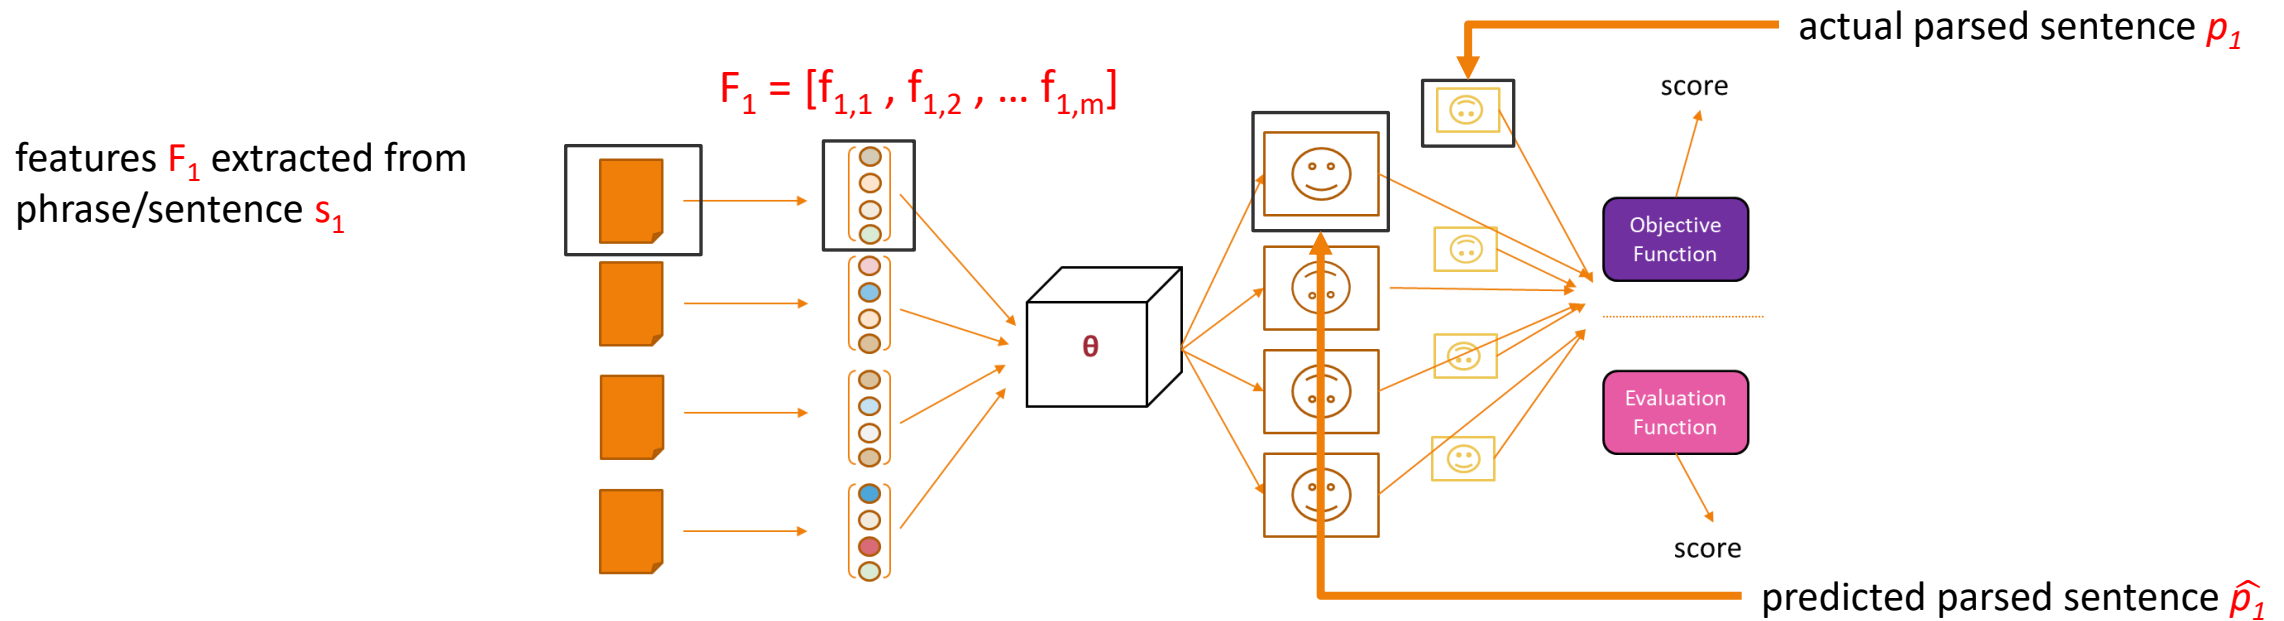 actual parsed sentence p₁
F₁ = [f₁,₁ , f₁,₂ , … f₁,ₘ]
score
features F₁ extracted from
phrase/sentence s₁
Objective
Function
θ
Evaluation
Function
score
predicted parsed sentence p̂₁